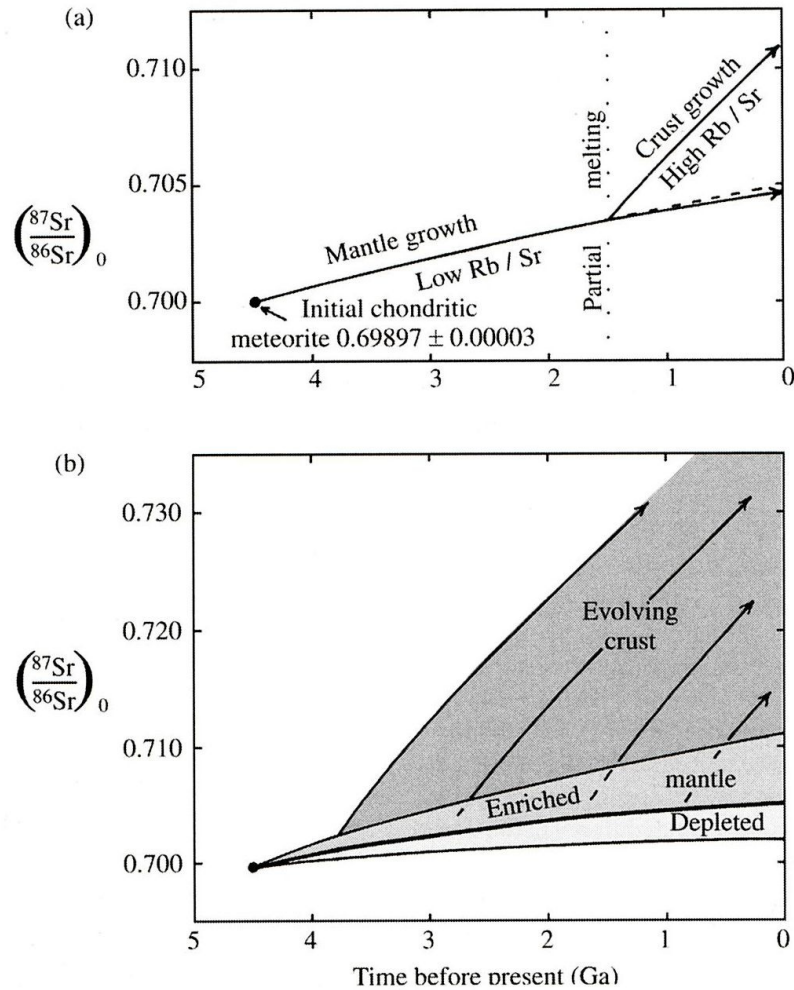 (a)
0.710
0.705
0.700
(87Sr/86Sr)0
Mantle growth
Low Rb / Sr
Crust growth
High Rb / Sr
Partial melting
Initial chondritic
meteorite 0.69897 ± 0.00003
5 4 3 2 1 0
(b)
0.730
0.720
0.710
0.700
(87Sr/86Sr)0
Evolving
crust
Enriched
mantle
Depleted
5 4 3 2 1 0
Time before present (Ga)